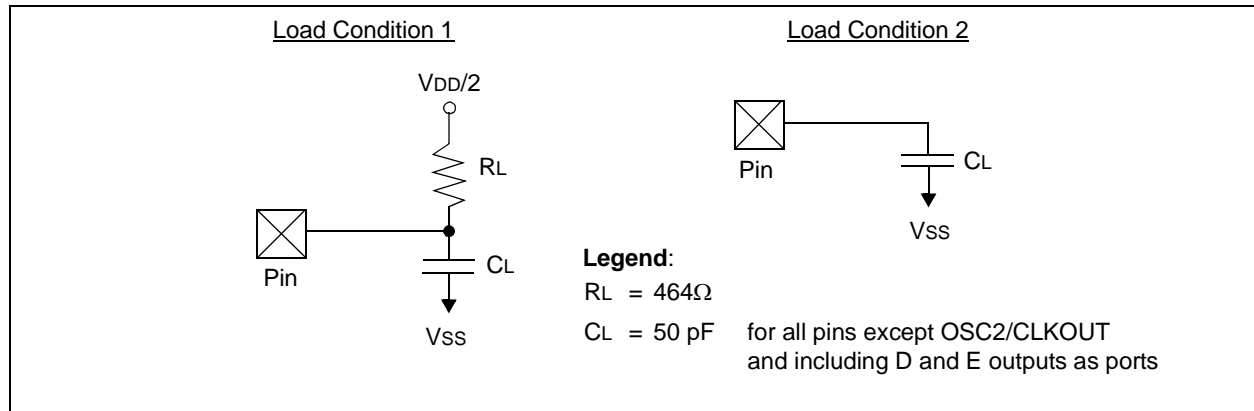 Load Condition 1
VDD/2
RL
Pin
CL
VSS
Load Condition 2
Pin
CL
VSS
Legend:
RL = 464Ω
CL = 50 pF for all pins except OSC2/CLKOUT
and including D and E outputs as ports